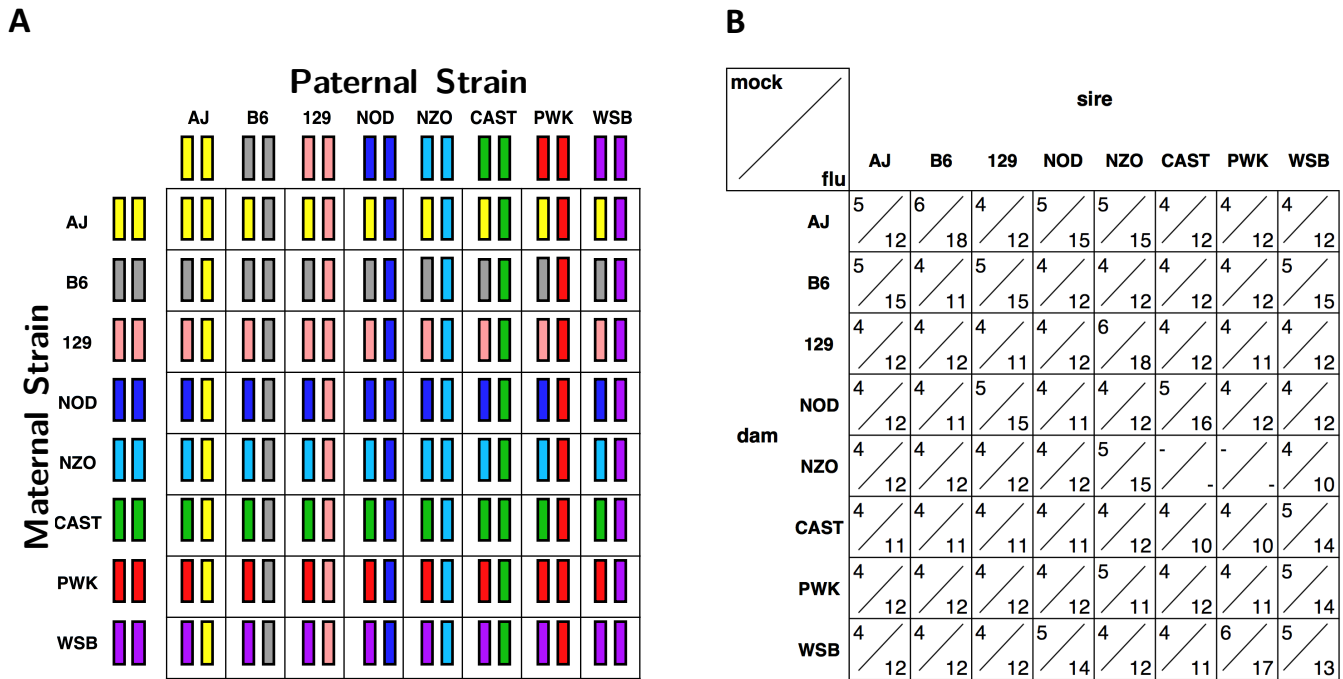 A
Paternal Strain
AJ B6 129 NOD NZO CAST PWK WSB
Maternal Strain
AJ
B6
129
NOD
NZO
CAST
PWK
WSB
B
mock
flu
sire
AJ B6 129 NOD NZO CAST PWK WSB
dam
AJ 5 12 6 18 4 12 5 15 5 15 4 12 4 12 4 12
B6 5 15 4 11 5 15 4 12 4 12 4 12 4 12 5 15
129 4 12 4 12 4 11 4 12 6 18 4 12 4 11 4 12
NOD 4 12 4 11 5 15 4 11 4 12 5 16 4 12 4 12
NZO 4 12 4 12 4 12 4 12 5 15 - - - - 4 10
CAST 4 11 4 11 4 11 4 11 4 12 4 10 4 10 5 14
PWK 4 12 4 12 4 12 4 12 5 11 4 12 4 11 5 14
WSB 4 12 4 12 4 12 5 14 4 12 4 11 6 17 5 13